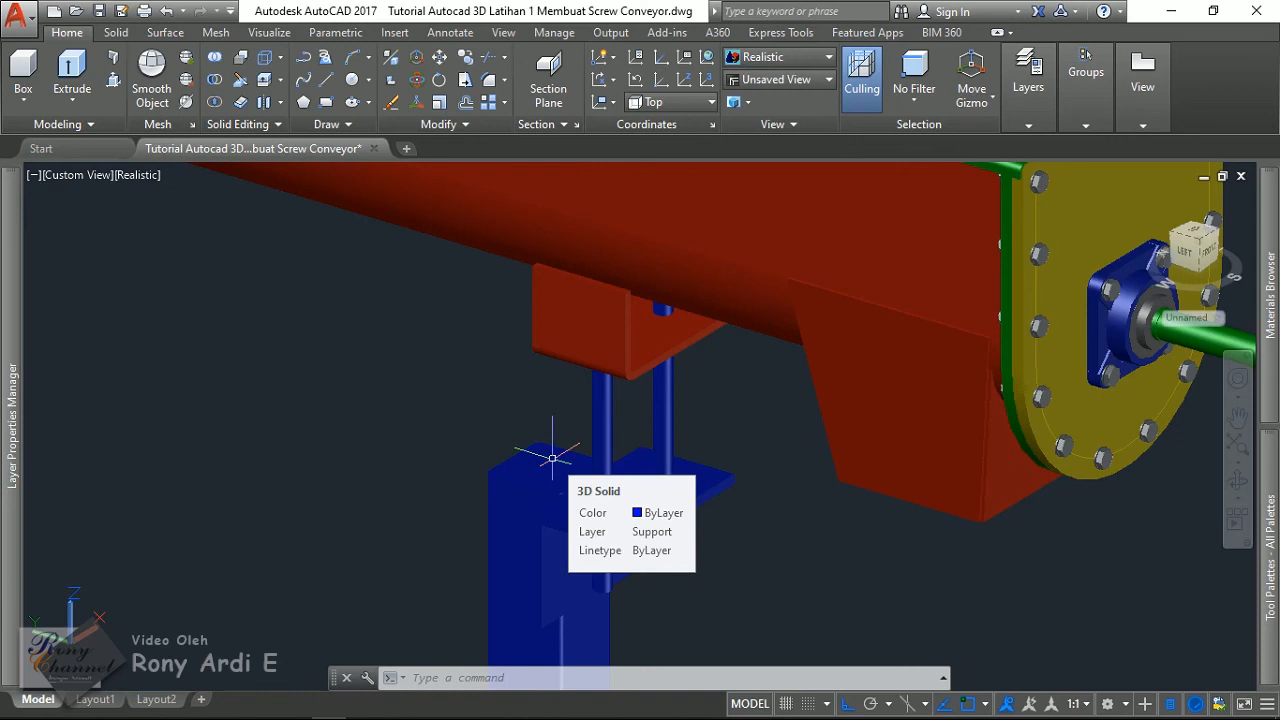 Autodesk AutoCAD 2017 Tutorial Autocad 3D Latihan 1 Membuat Screw Conveyor.dwg Type a keyword or phrase Sign In
Home Solid Surface Mesh Visualize Parametric Insert Annotate View Manage Output Add-ins A360 Express Tools Featured Apps BIM 360
Box Extrude Smooth Object Section Plane Top Realistic Unsaved View Culling No Filter Move Gizmo Layers Groups View
Modeling Mesh Solid Editing Draw Modify Section Coordinates View Selection
Start Tutorial Autocad 3D...buat Screw Conveyor*
[−][Custom View][Realistic]
LEFT FRONT
W S
Unnamed
Layer Properties Manager
Materials Browser
Tool Palettes - All Palettes
3D Solid
Color ByLayer
Layer Support
Linetype ByLayer
Z
Y X
Rony Channel
Video Oleh
Rony Ardi E
Type a command
Model Layout1 Layout2 +
MODEL 1:1